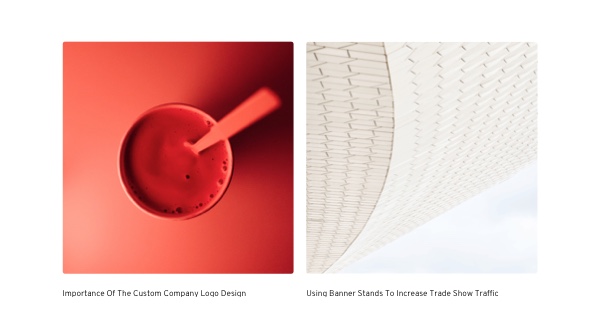 Importance Of The Custom Company Logo Design
Using Banner Stands To Increase Trade Show Traffic